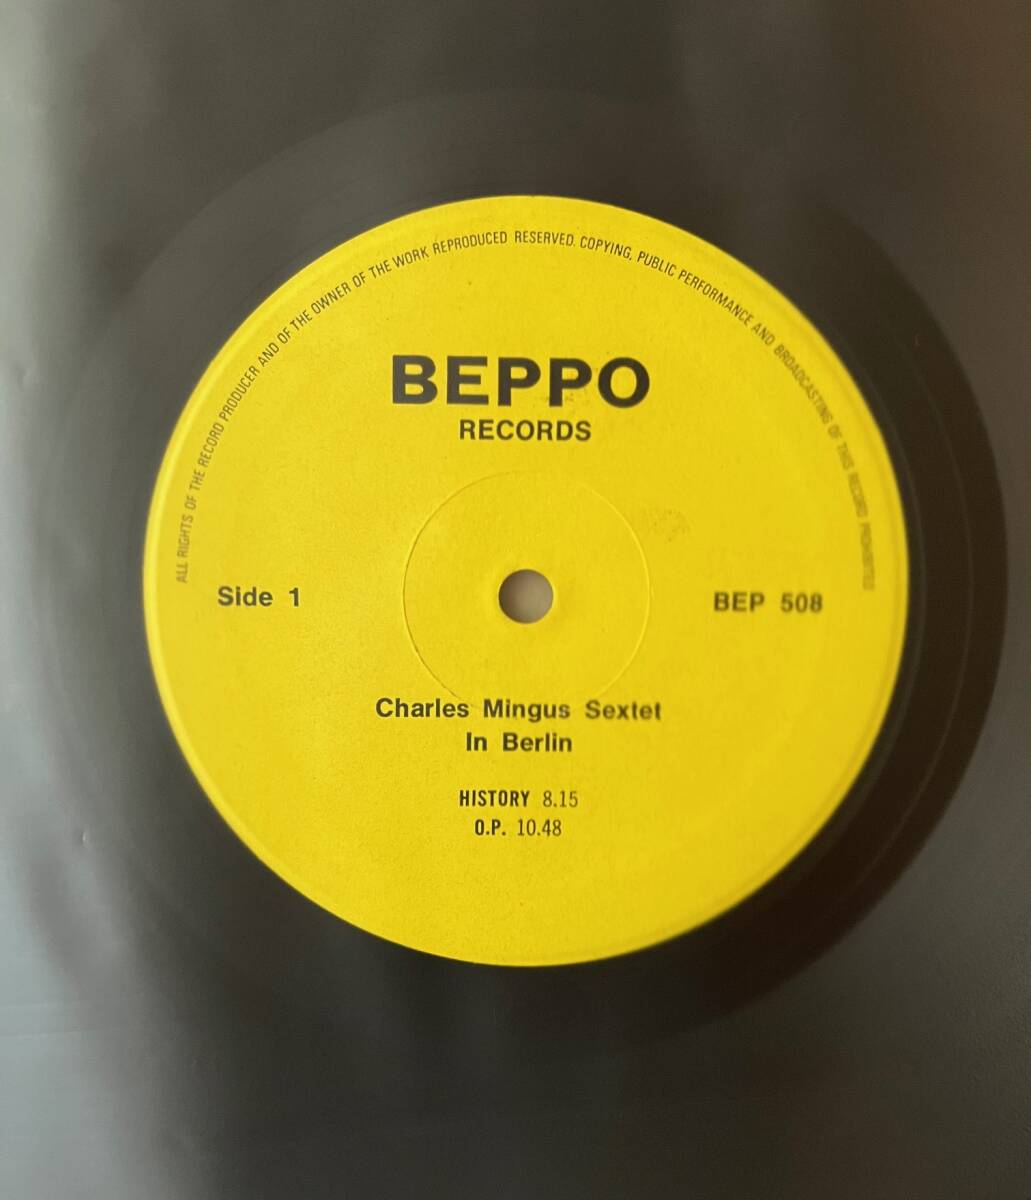 ALL RIGHTS OF THE RECORD PRODUCER AND OF THE OWNER OF THE WORK REPRODUCED RESERVED. COPYING, PUBLIC PERFORMANCE AND BROADCASTING OF THIS RECORD PROHIBITED
BEPPO
RECORDS
Side 1
BEP 508
Charles Mingus Sextet
In Berlin
HISTORY 8.15
O.P. 10.48